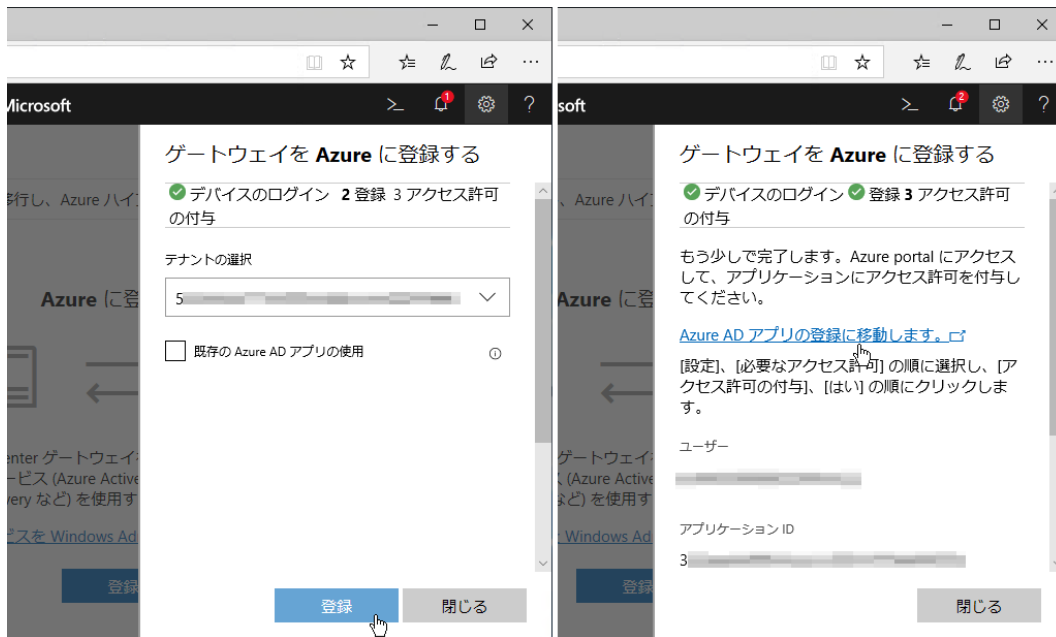 Microsoft
1
?
ゲートウェイを Azure に登録する
デバイスのログイン 2 登録 3 アクセス許可
の付与
移行し、Azure ハイ
テナントの選択
5
Azure に登
既存の Azure AD アプリの使用
enter ゲートウェイ
ービス (Azure Active
very など) を使用す
ビスを Windows Ad
登録
登録
閉じる
soft
2
?
ゲートウェイを Azure に登録する
デバイスのログイン 登録 3 アクセス許可
の付与
、Azure ハイ
もう少しで完了します。Azure portal にアクセス
して、アプリケーションにアクセス許可を付与し
てください。
Azure に登
Azure AD アプリの登録に移動します。
[設定]、[必要なアクセス許可] の順に選択し、[ア
クセス許可の付与]、[はい] の順にクリックしま
す。
ユーザー
ゲートウェイ
(Azure Active
など) を使用す
Windows Ad
アプリケーション ID
3
登録
閉じる